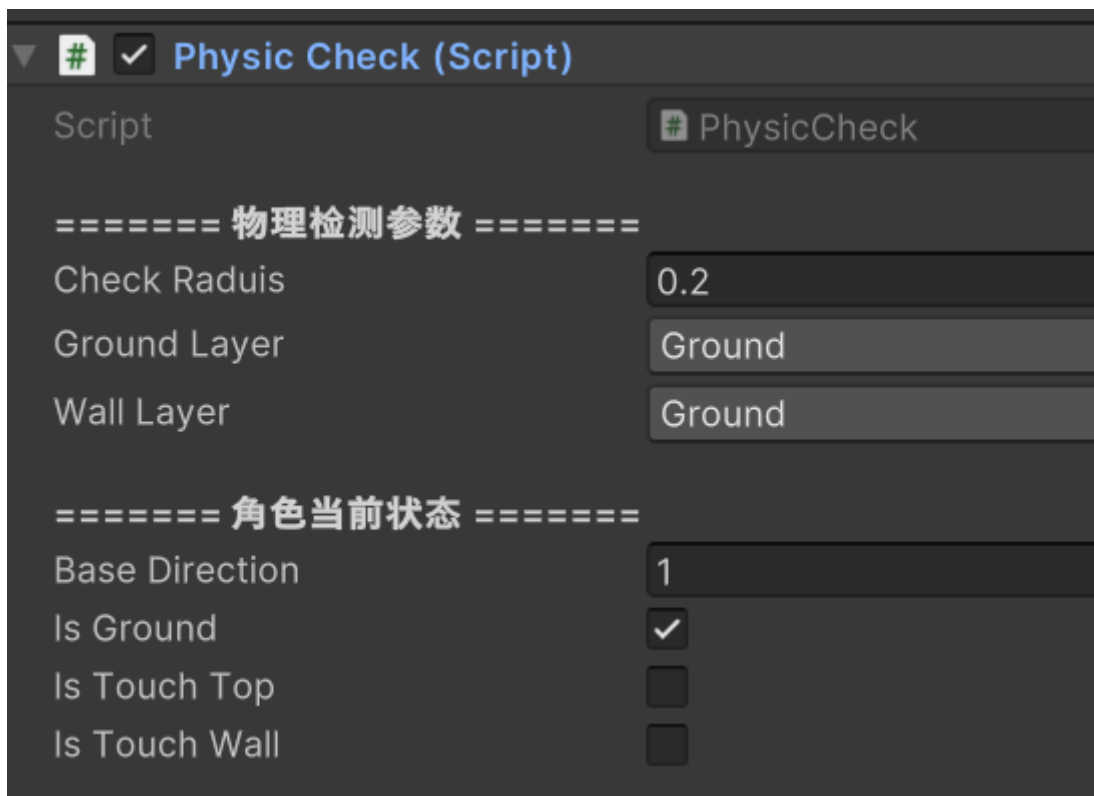 # Physic Check (Script)
Script # PhysicCheck
======= 物理检测参数 =======
Check Raduis 0.2
Ground Layer Ground
Wall Layer Ground
======= 角色当前状态 =======
Base Direction 1
Is Ground
Is Touch Top
Is Touch Wall